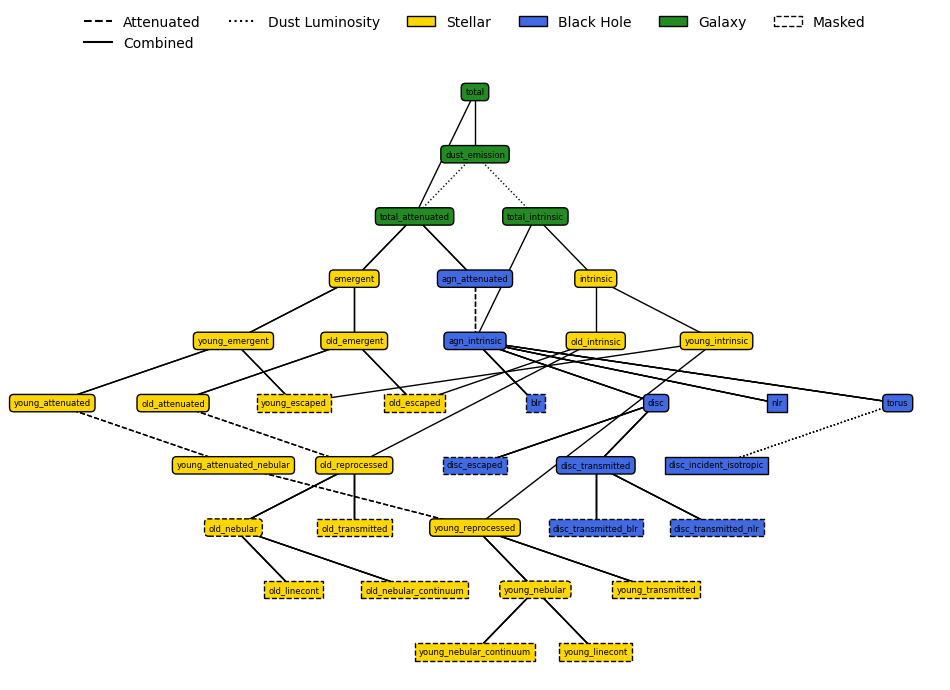 Attenuated Dust Luminosity Stellar Black Hole Galaxy Masked
Combined
total
dust_emission
total_attenuated total_intrinsic
emergent agn_attenuated intrinsic
young_emergent old_emergent agn_intrinsic old_intrinsic young_intrinsic
young_attenuated old_attenuated young_escaped old_escaped blr disc nlr torus
young_attenuated_nebular old_reprocessed disc_escaped disc_transmitted disc_incident_isotropic
old_nebular old_transmitted young_reprocessed disc_transmitted_blr disc_transmitted_nlr
old_linecont old_nebular_continuum young_nebular young_transmitted
young_nebular_continuum young_linecont